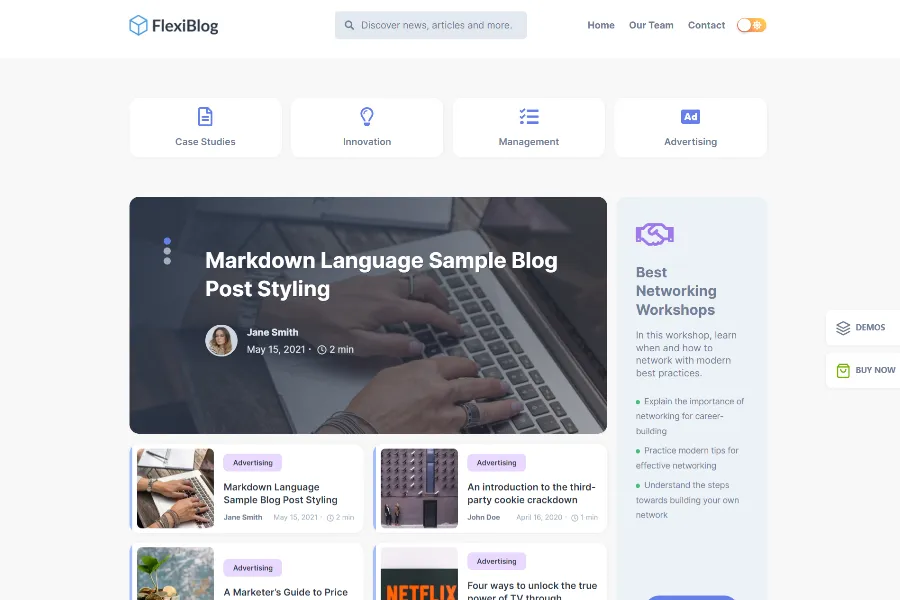 FlexiBlog
Discover news, articles and more.
Home
Our Team
Contact
Case Studies
Innovation
Management
Ad
Advertising
Markdown Language Sample Blog
Post Styling
Jane Smith
May 15, 2021 · 2 min
Best
Networking
Workshops
In this workshop, learn
when and how to
network with modern
best practices.
Explain the importance of
networking for career-
building
Practice modern tips for
effective networking
Understand the steps
towards building your own
network
DEMOS
BUY NOW
Advertising
Markdown Language
Sample Blog Post Styling
Jane Smith May 15, 2021 · 2 min
Advertising
An introduction to the third-
party cookie crackdown
John Doe April 16, 2020 · 1 min
Advertising
A Marketer's Guide to Price
NETFLIX
Advertising
Four ways to unlock the true
power of TV through